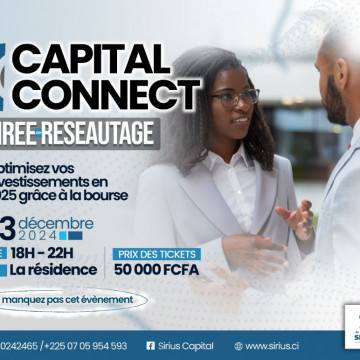 CAPITAL
CONNECT
IREE-RESEAUTAGE
ptimisez vos
vestissements en
025 grâce à la bourse
3 décembre
2024
18H - 22H
La résidence
PRIX DES TICKETS
50 000 FCFA
manquez pas cet évènement
0242465 /+225 07 05 954 593
Sirius Capital
www.sirius.ci